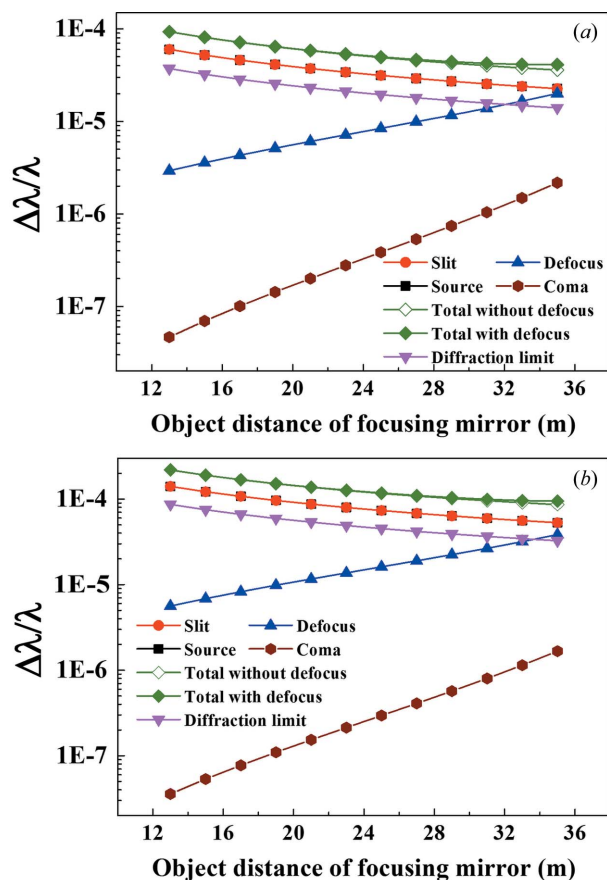 (a)
1E-4
1E-5
1E-6
1E-7
Δλ/λ
Slit Defocus
Source Coma
Total without defocus
Total with defocus
Diffraction limit
12 16 20 24 28 32 36
Object distance of focusing mirror (m)
(b)
1E-4
1E-5
1E-6
1E-7
Δλ/λ
Slit Defocus
Source Coma
Total without defocus
Total with defocus
Diffraction limit
12 16 20 24 28 32 36
Object distance of focusing mirror (m)